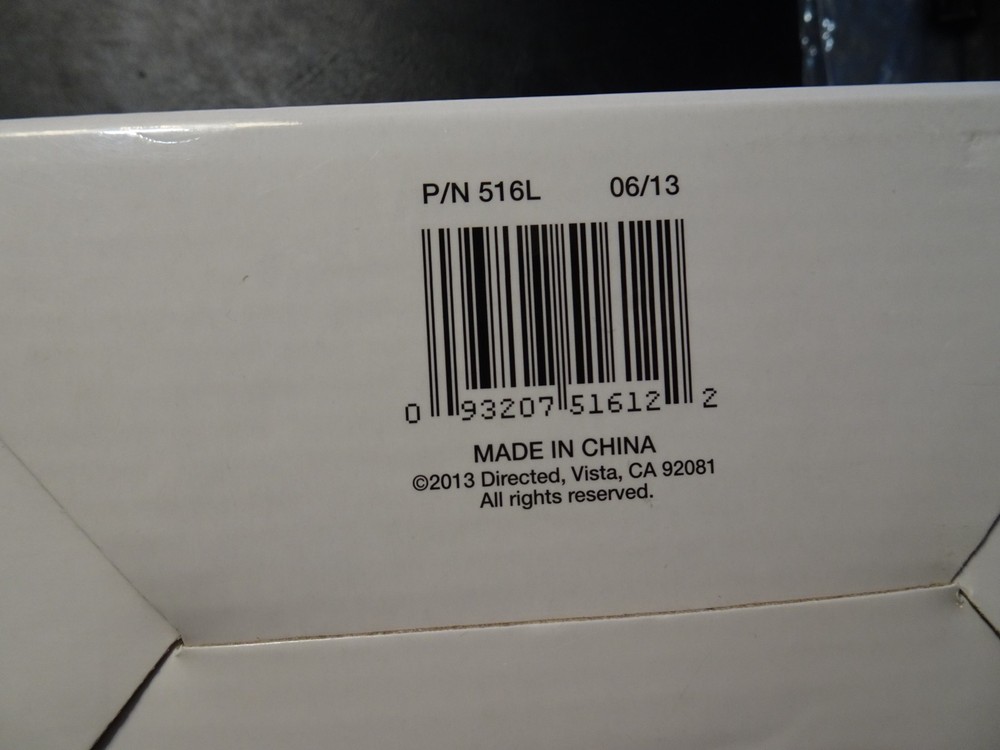 P/N 516L 06/13
0 93207 51612 2
MADE IN CHINA
©2013 Directed, Vista, CA 92081
All rights reserved.